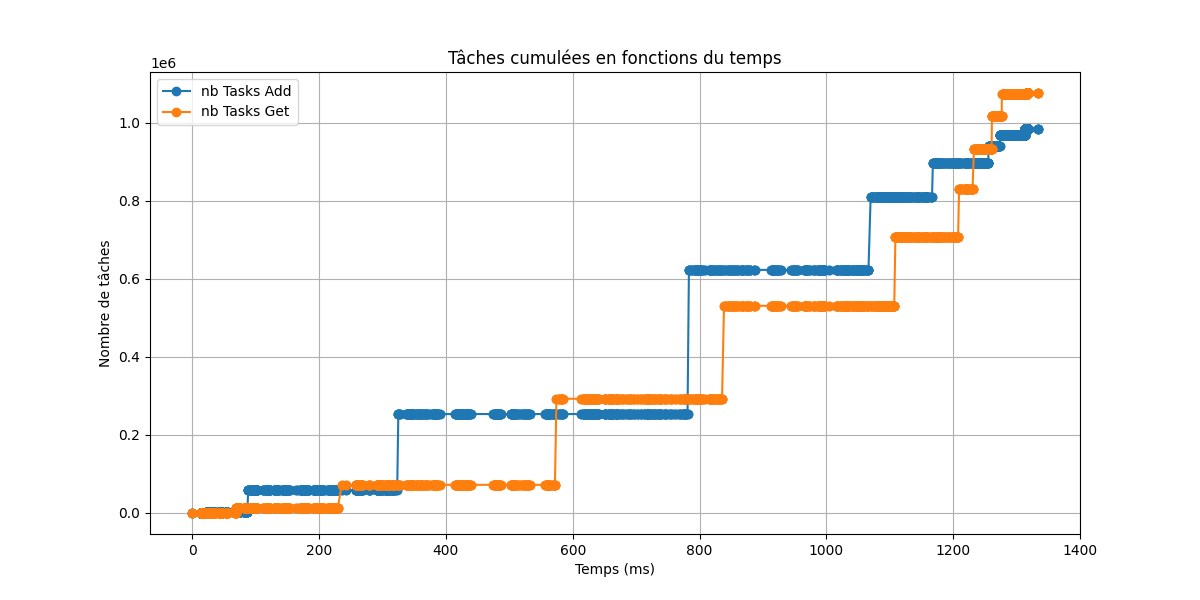 Tâches cumulées en fonctions du temps
1e6
nb Tasks Add
nb Tasks Get
1.0
0.8
0.6
0.4
0.2
0.0
Nombre de tâches
0 200 400 600 800 1000 1200 1400
Temps (ms)